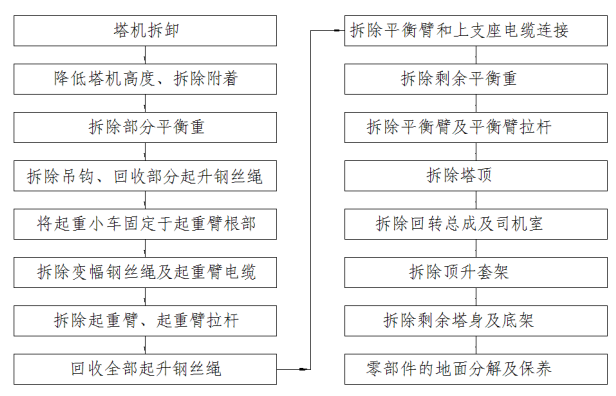 塔机拆卸
降低塔机高度、拆除附着
拆除部分平衡重
拆除吊钩、回收部分起升钢丝绳
将起重小车固定于起重臂根部
拆除变幅钢丝绳及起重臂电缆
拆除起重臂、起重臂拉杆
回收全部起升钢丝绳
拆除平衡臂和上支座电缆连接
拆除剩余平衡重
拆除平衡臂及平衡臂拉杆
拆除塔顶
拆除回转总成及司机室
拆除顶升套架
拆除剩余塔身及底架
零部件的地面分解及保养